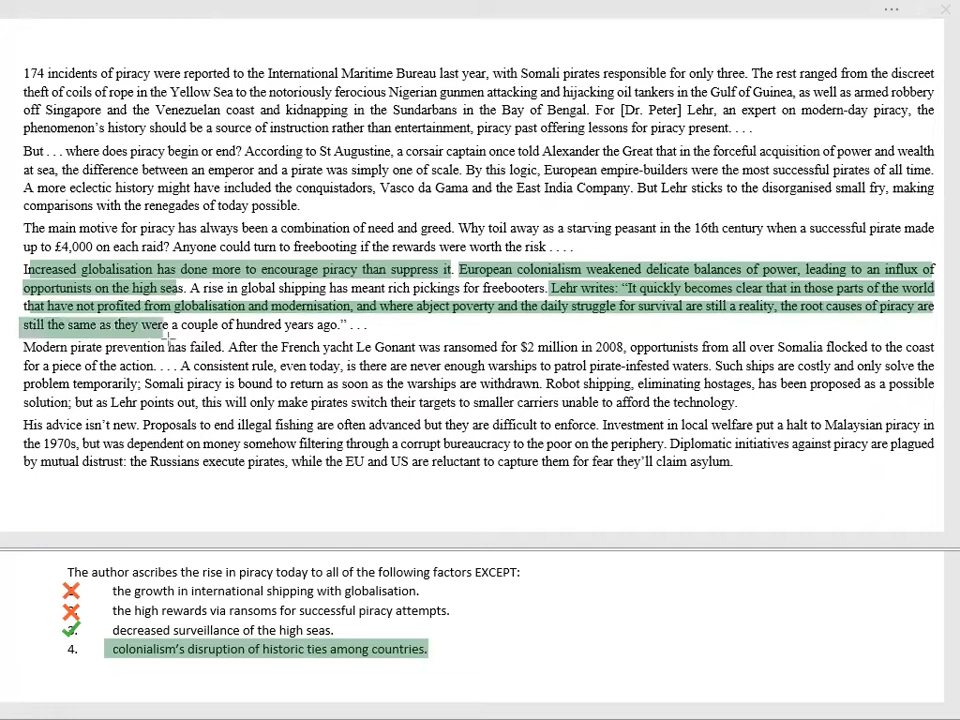 174 incidents of piracy were reported to the International Maritime Bureau last year, with Somali pirates responsible for only three. The rest ranged from the discreet
theft of coils of rope in the Yellow Sea to the notoriously ferocious Nigerian gunmen attacking and hijacking oil tankers in the Gulf of Guinea, as well as armed robbery
off Singapore and the Venezuelan coast and kidnapping in the Sundarbans in the Bay of Bengal. For [Dr. Peter] Lehr, an expert on modern-day piracy, the
phenomenon's history should be a source of instruction rather than entertainment, piracy past offering lessons for piracy present. . . .
But . . . where does piracy begin or end? According to St Augustine, a corsair captain once told Alexander the Great that in the forceful acquisition of power and wealth
at sea, the difference between an emperor and a pirate was simply one of scale. By this logic, European empire-builders were the most successful pirates of all time.
A more eclectic history might have included the conquistadors, Vasco da Gama and the East India Company. But Lehr sticks to the disorganised small fry, making
comparisons with the renegades of today possible.
The main motive for piracy has always been a combination of need and greed. Why toil away as a starving peasant in the 16th century when a successful pirate made
up to £4,000 on each raid? Anyone could turn to freebooting if the rewards were worth the risk . . . .
Increased globalisation has done more to encourage piracy than suppress it. European colonialism weakened delicate balances of power, leading to an influx of
opportunists on the high seas. A rise in global shipping has meant rich pickings for freebooters. Lehr writes: “It quickly becomes clear that in those parts of the world
that have not profited from globalisation and modernisation, and where abject poverty and the daily struggle for survival are still a reality, the root causes of piracy are
still the same as they were a couple of hundred years ago.” . . .
Modern pirate prevention has failed. After the French yacht Le Gonant was ransomed for $2 million in 2008, opportunists from all over Somalia flocked to the coast
for a piece of the action. . . . A consistent rule, even today, is there are never enough warships to patrol pirate-infested waters. Such ships are costly and only solve the
problem temporarily; Somali piracy is bound to return as soon as the warships are withdrawn. Robot shipping, eliminating hostages, has been proposed as a possible
solution; but as Lehr points out, this will only make pirates switch their targets to smaller carriers unable to afford the technology.
His advice isn't new. Proposals to end illegal fishing are often advanced but they are difficult to enforce. Investment in local welfare put a halt to Malaysian piracy in
the 1970s, but was dependent on money somehow filtering through a corrupt bureaucracy to the poor on the periphery. Diplomatic initiatives against piracy are plagued
by mutual distrust: the Russians execute pirates, while the EU and US are reluctant to capture them for fear they'll claim asylum.
The author ascribes the rise in piracy today to all of the following factors EXCEPT:
the growth in international shipping with globalisation.
the high rewards via ransoms for successful piracy attempts.
3. decreased surveillance of the high seas.
4. colonialism's disruption of historic ties among countries.